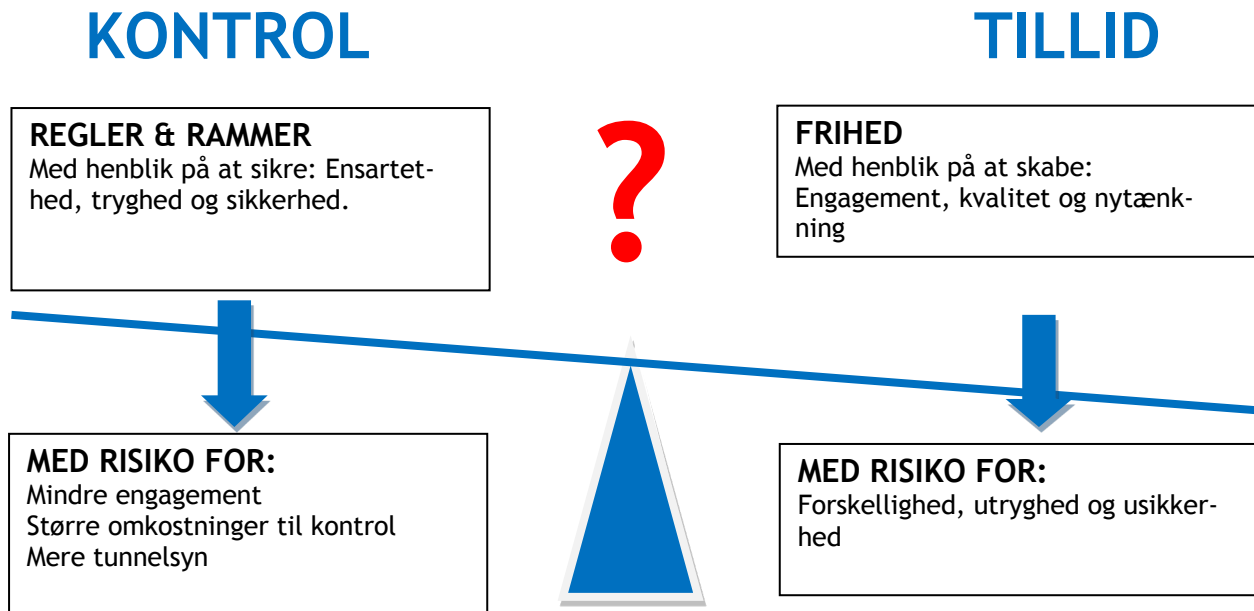 KONTROL
TILLID
REGLER & RAMMER
Med henblik på at sikre: Ensartet-
hed, tryghed og sikkerhed.
?
FRIHED
Med henblik på at skabe:
Engagement, kvalitet og nytænk-
ning
MED RISIKO FOR:
Mindre engagement
Større omkostninger til kontrol
Mere tunnelsyn
MED RISIKO FOR:
Forskellighed, utryghed og usikker-
hed